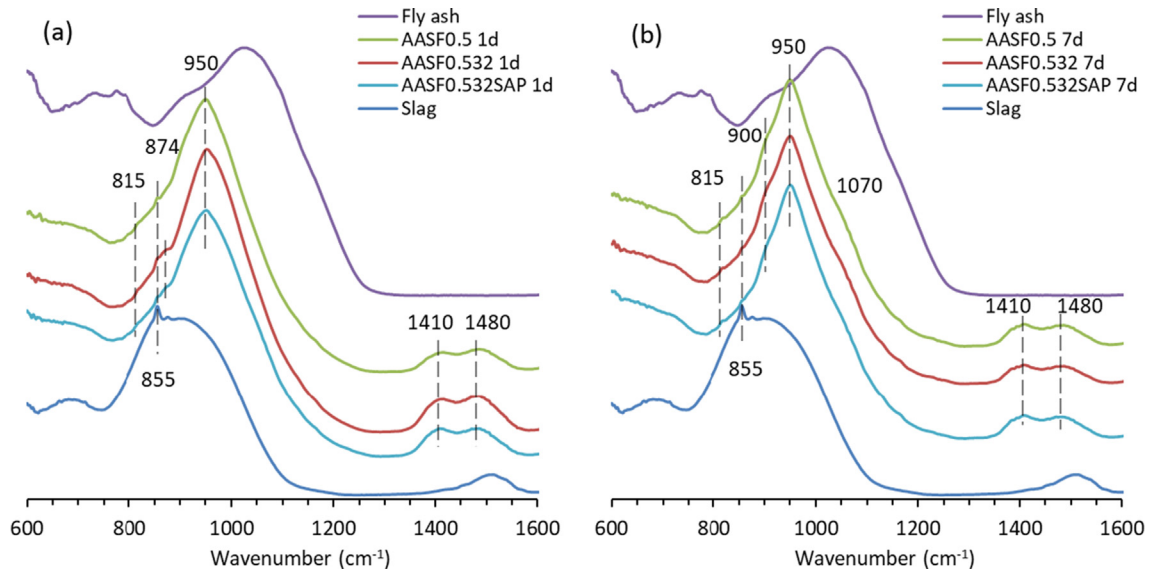 (a)
Fly ash
AASF0.5 1d
AASF0.532 1d
AASF0.532SAP 1d
Slag
950
874
815
855
1410
1480
600
800
1000
1200
1400
1600
Wavenumber (cm⁻¹)
(b)
Fly ash
AASF0.5 7d
AASF0.532 7d
AASF0.532SAP 7d
Slag
950
900
815
1070
855
1410
1480
600
800
1000
1200
1400
1600
Wavenumber (cm⁻¹)